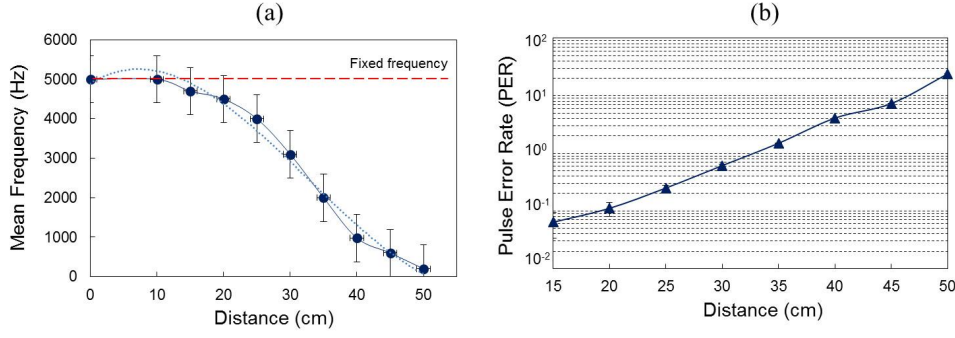 (a)
Mean Frequency (Hz)
6000
5000
4000
3000
2000
1000
0
Fixed frequency
0 10 20 30 40 50
Distance (cm)
(b)
Pulse Error Rate (PER)
10²
10¹
10⁰
10⁻¹
10⁻²
15 20 25 30 35 40 45 50
Distance (cm)